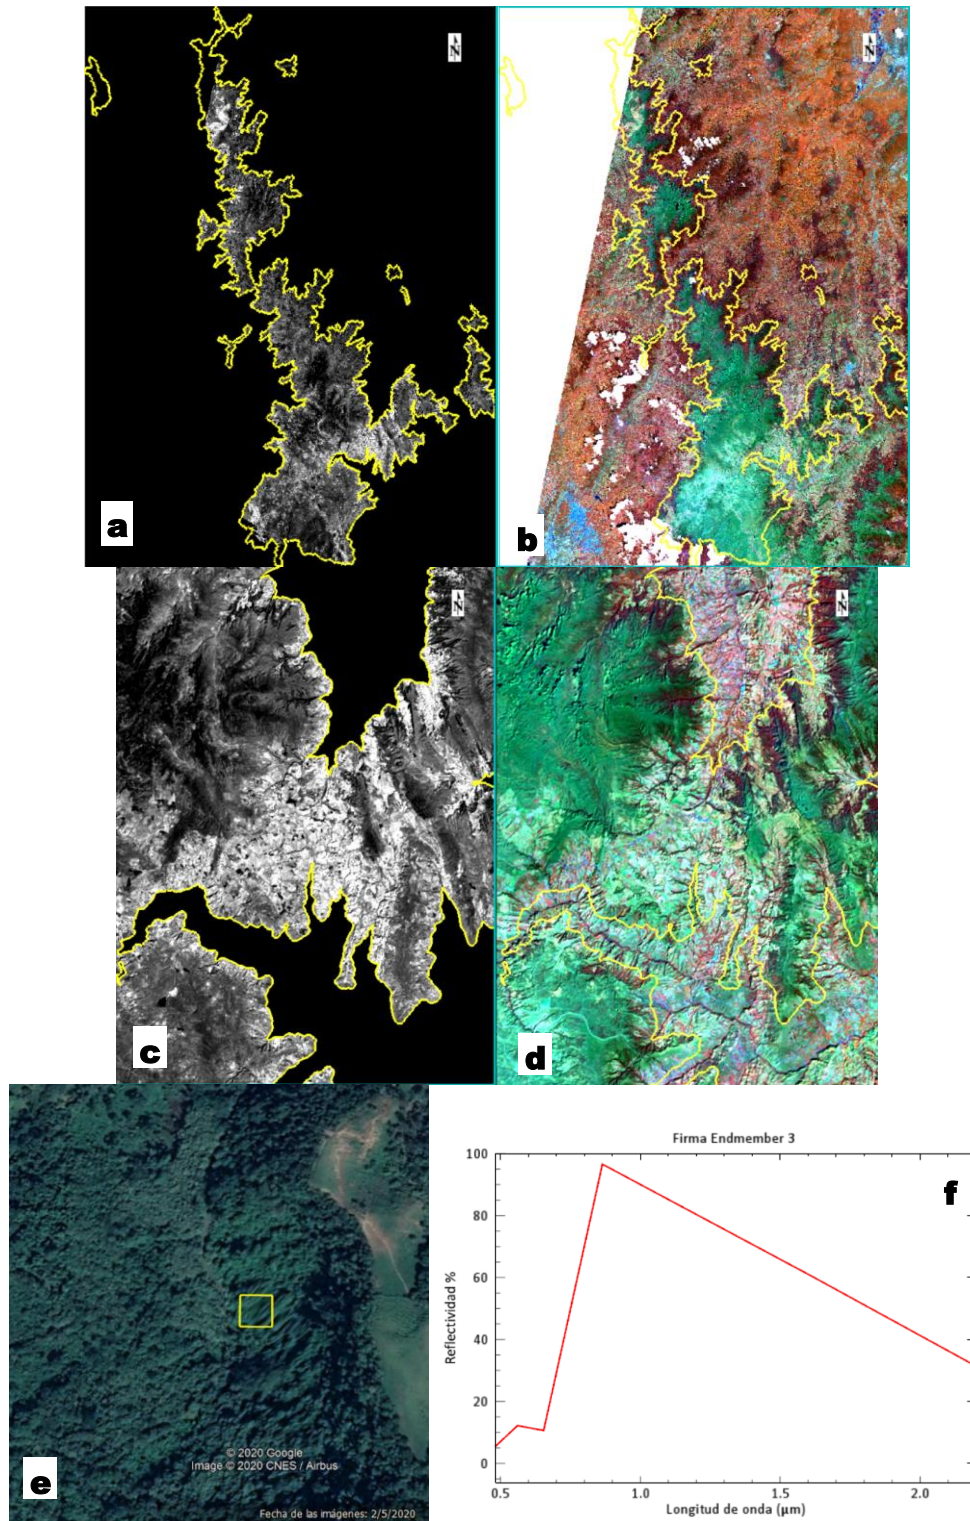 N
N
a
b
N
N
c
d
© 2020 Google
Image © 2020 CNES / Airbus
Fecha de las imágenes: 2/5/2020
e
Firma Endmember 3
f
Reflectividad %
100
80
60
40
20
0
0.5
1.0
1.5
2.0
Longitud de onda (µm)